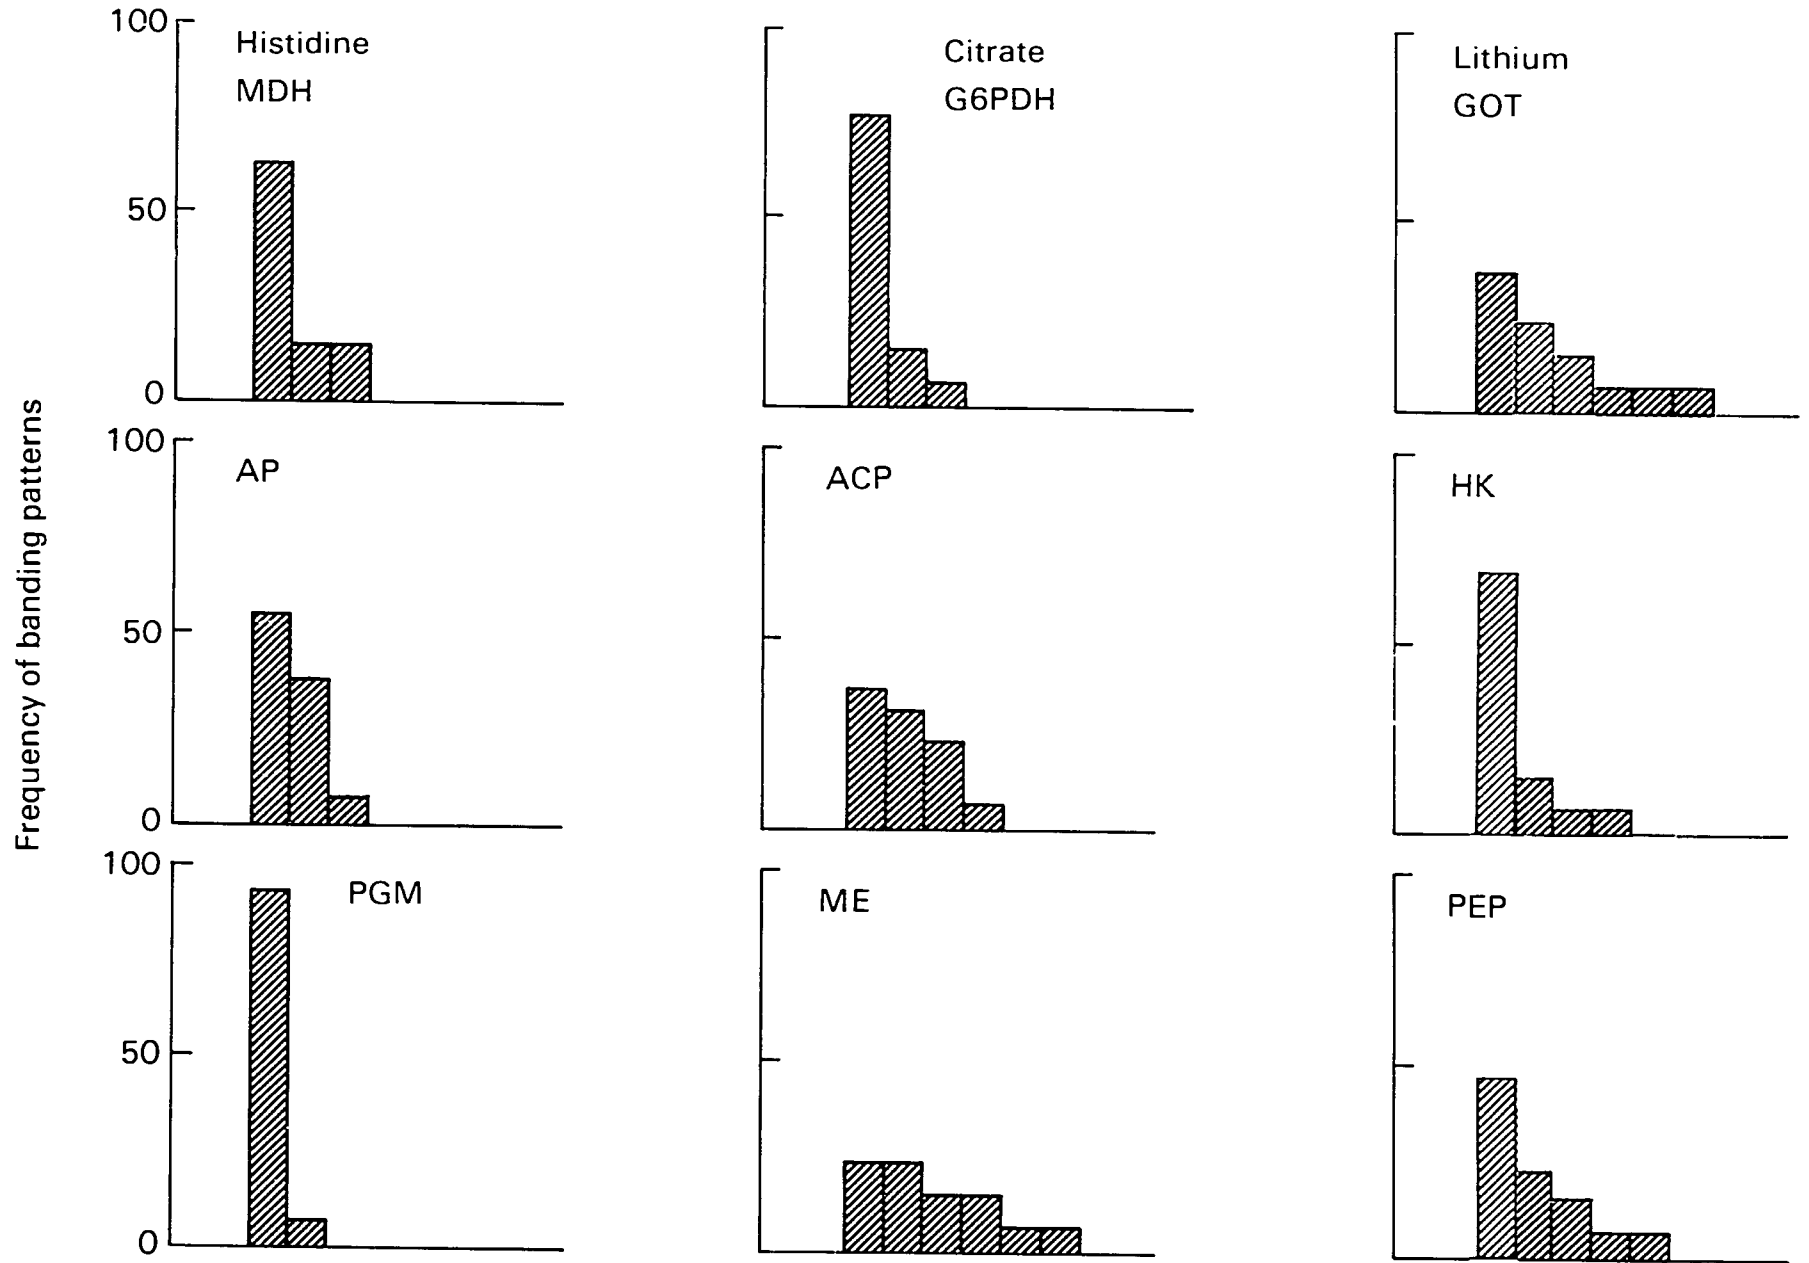 Frequency of banding patterns
100
50
0
Histidine
MDH
Citrate
G6PDH
Lithium
GOT
100
50
0
AP
ACP
HK
100
50
0
PGM
ME
PEP